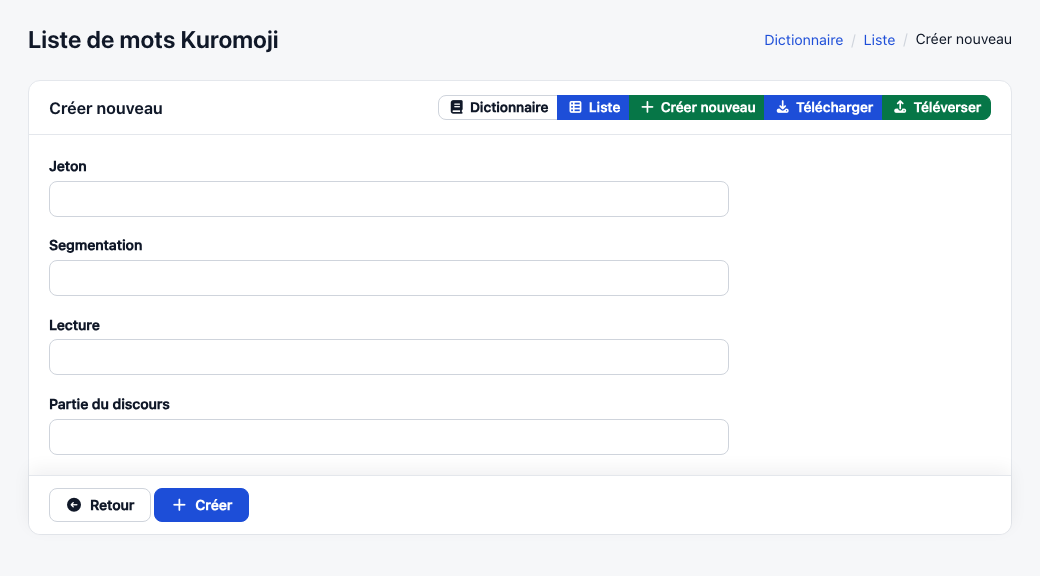 Liste de mots Kuromoji
Dictionnaire / Liste / Créer nouveau
Créer nouveau
Dictionnaire Liste Créer nouveau Télécharger Téléverser
Jeton
Segmentation
Lecture
Partie du discours
Retour Créer